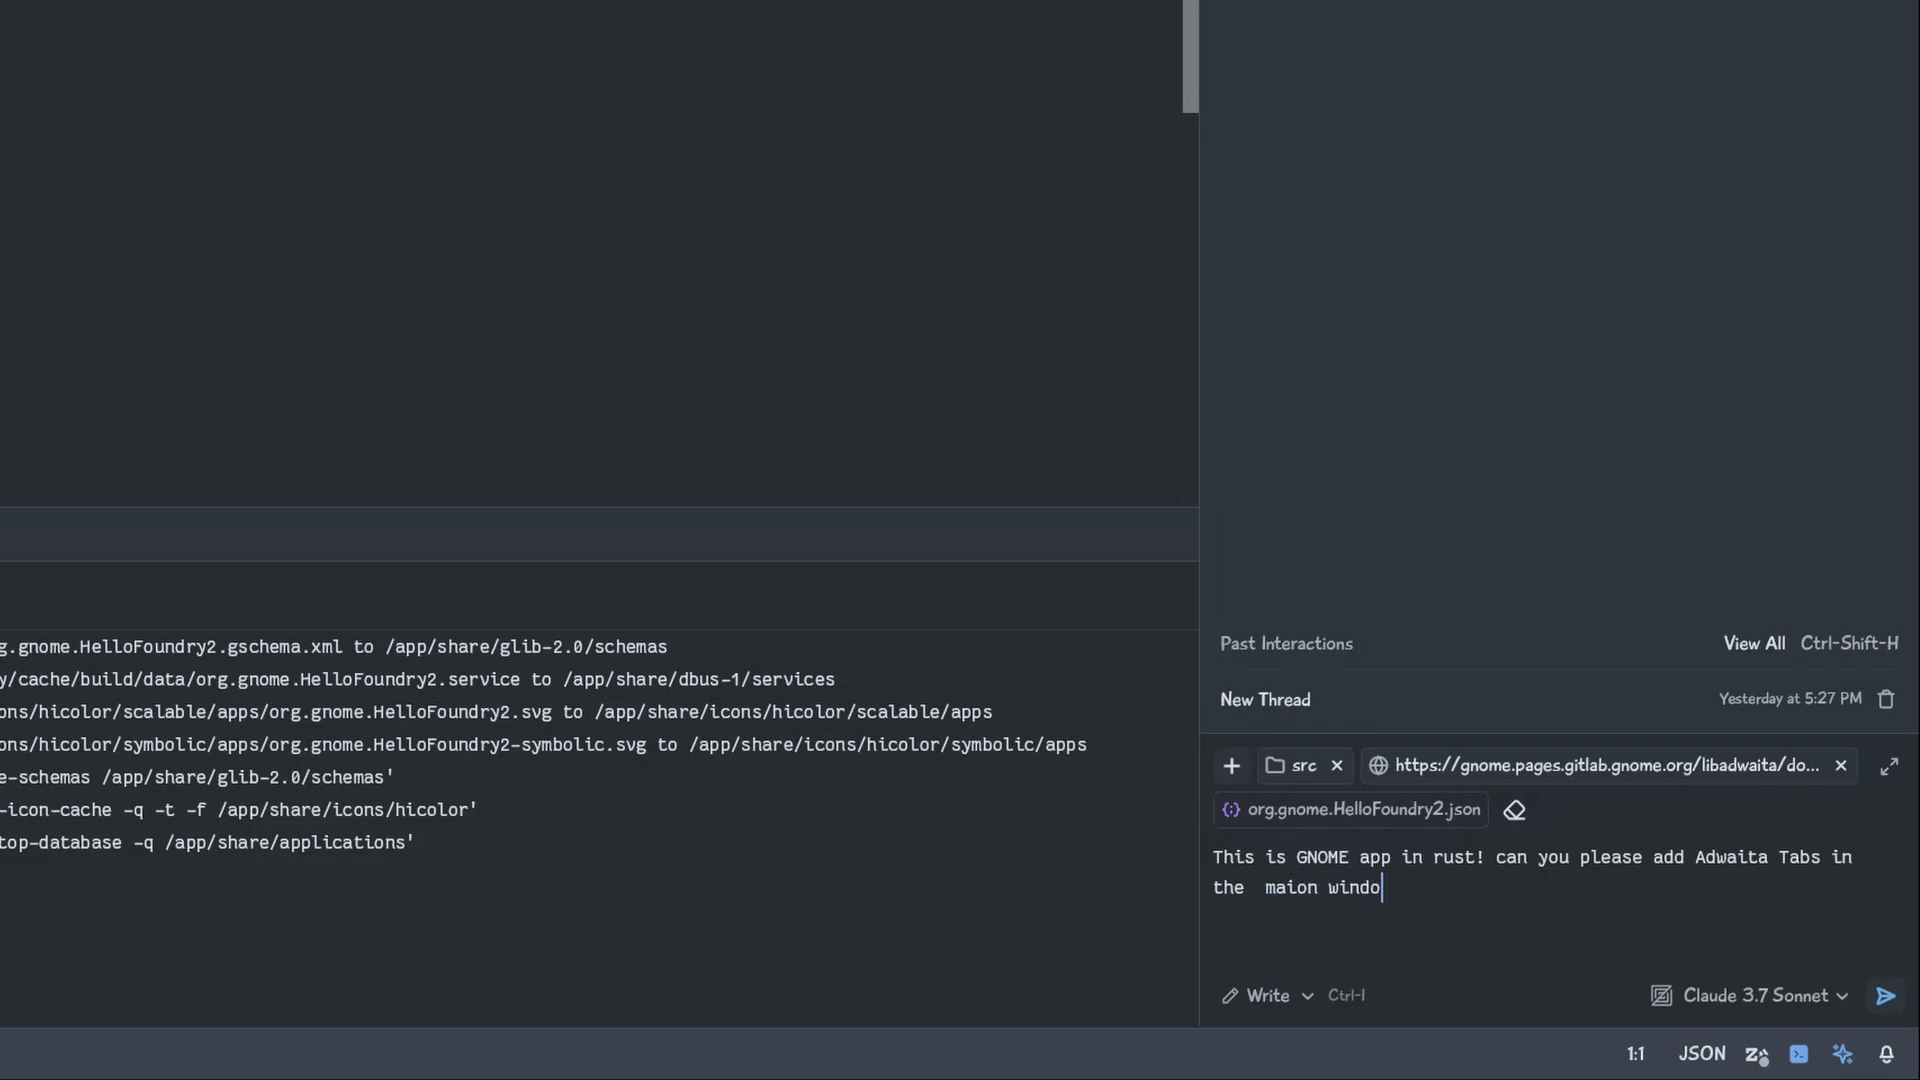 g.gnome.HelloFoundry2.gschema.xml to /app/share/glib-2.0/schemas
y/cache/build/data/org.gnome.HelloFoundry2.service to /app/share/dbus-1/services
ons/hicolor/scalable/apps/org.gnome.HelloFoundry2.svg to /app/share/icons/hicolor/scalable/apps
ons/hicolor/symbolic/apps/org.gnome.HelloFoundry2-symbolic.svg to /app/share/icons/hicolor/symbolic/apps
e-schemas /app/share/glib-2.0/schemas'
-icon-cache -q -t -f /app/share/icons/hicolor'
top-database -q /app/share/applications'
Past Interactions View All Ctrl-Shift-H
New Thread Yesterday at 5:27 PM
src https://gnome.pages.gitlab.gnome.org/libadwaita/do...
org.gnome.HelloFoundry2.json
This is GNOME app in rust! can you please add Adwaita Tabs in
the  maion windo
Write Ctrl-I Claude 3.7 Sonnet
1:1 JSON